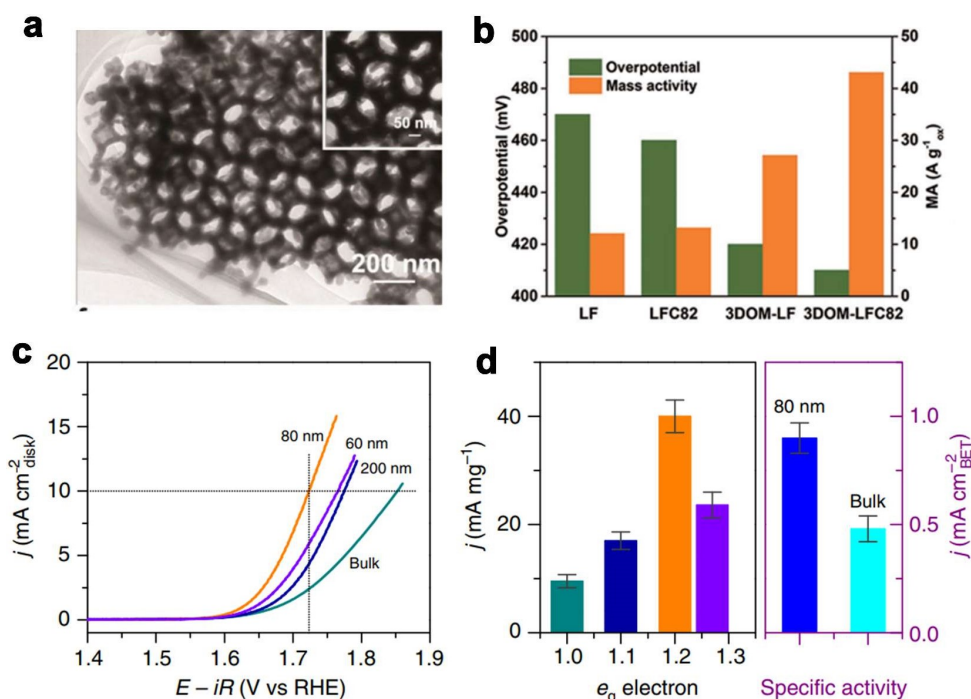 a
50 nm
200 nm
b
500
480
460
440
420
400
Overpotential (mV)
Overpotential
Mass activity
50
40
30
20
10
0
MA (A g⁻¹ox)
LF LFC82 3DOM-LF 3DOM-LFC82
c
20
15
10
5
0
j (mA cm⁻²disk)
80 nm
60 nm
200 nm
Bulk
1.4 1.5 1.6 1.7 1.8 1.9
E – iR (V vs RHE)
d
40
20
0
j (mA mg⁻¹)
1.0 1.1 1.2 1.3
eg electron
80 nm
Bulk
1.0
0.5
0.0
j (mA cm⁻²BET)
Specific activity